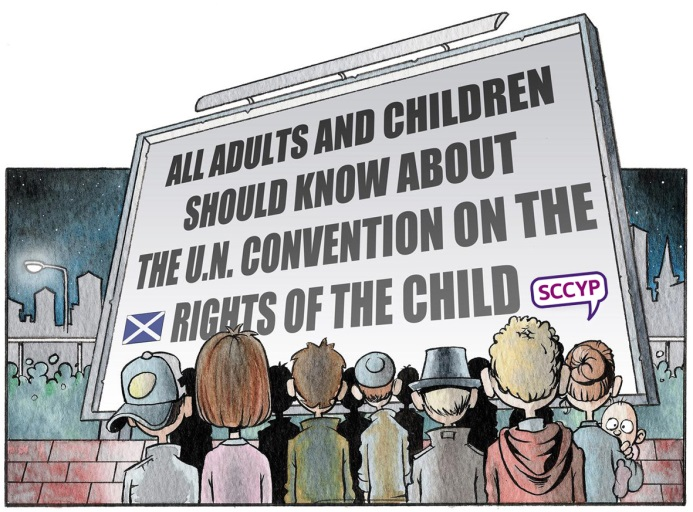 ALL ADULTS AND CHILDREN
SHOULD KNOW ABOUT
THE U.N. CONVENTION ON THE
RIGHTS OF THE CHILD
SCCYP